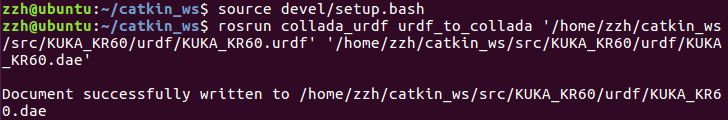 zzh@ubuntu:~/catkin_ws$ source devel/setup.bash
zzh@ubuntu:~/catkin_ws$ rosrun collada_urdf urdf_to_collada '/home/zzh/catkin_ws
/src/KUKA_KR60/urdf/KUKA_KR60.urdf' '/home/zzh/catkin_ws/src/KUKA_KR60/urdf/KUKA
_KR60.dae'
Document successfully written to /home/zzh/catkin_ws/src/KUKA_KR60/urdf/KUKA_KR6
0.dae